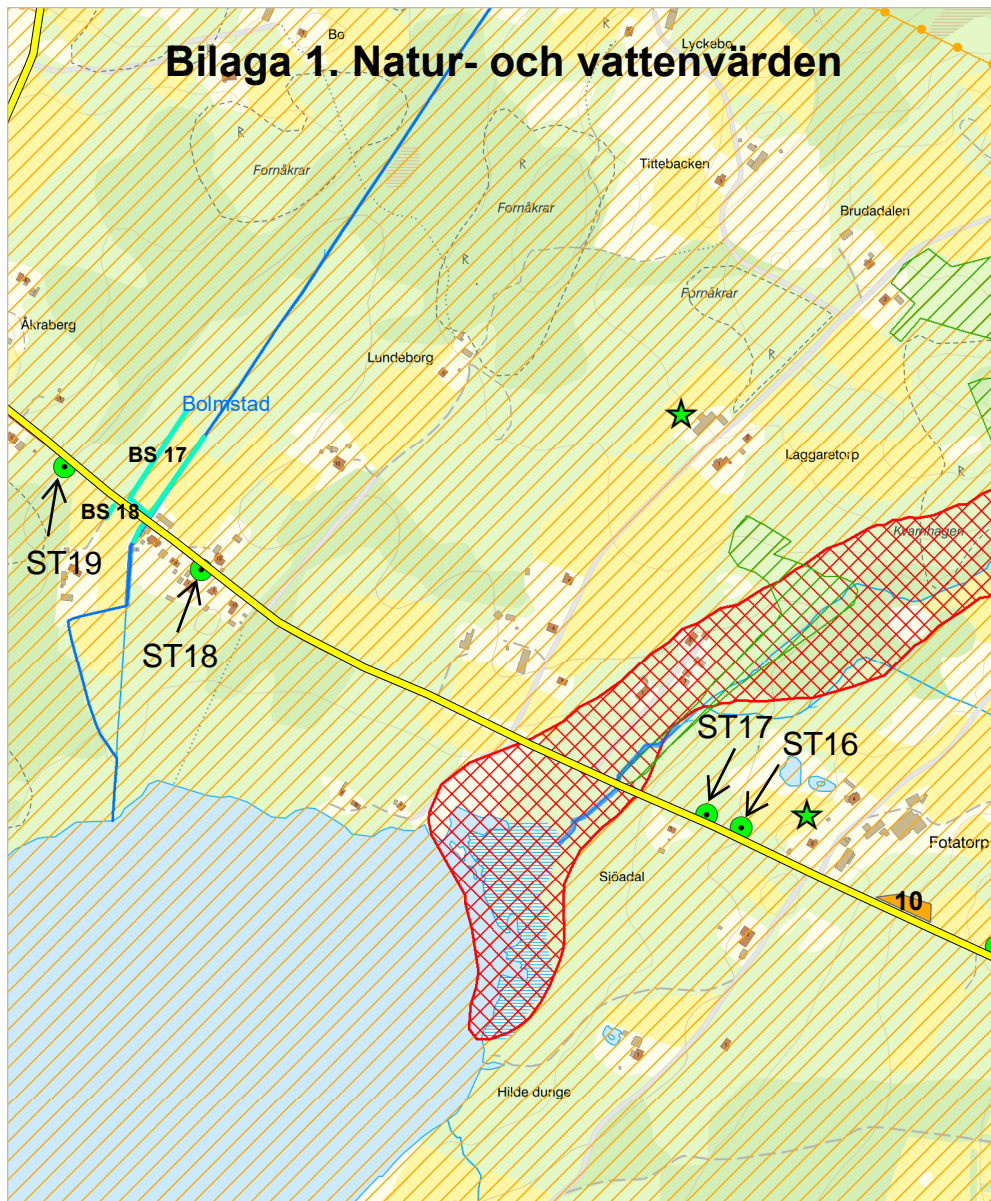 Bo
Lyckebo
Bilaga 1. Natur- och vattenvärden
R
Fornåkrar
R
Tittebacken
Fornåkrar
Brudadalen
R
Fornåkrar
Åkraberg
Lundeborg
R
Bolmstad
BS 17
Laggaretorp
R
BS 18
Kvarnhagen
ST19
ST18
ST17
ST16
Fotatorp
Sjöadal
10
Hilde durige